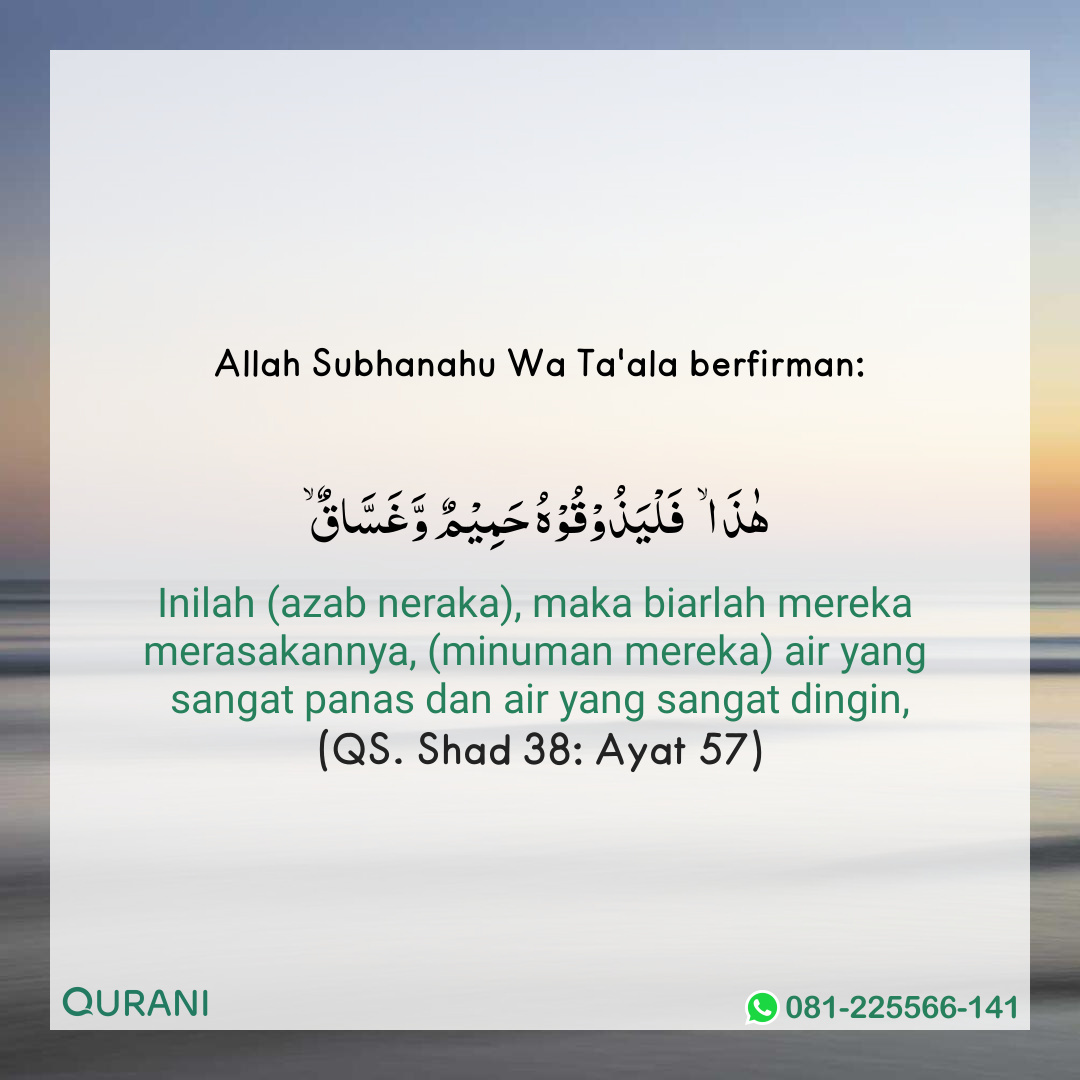 Allah Subhanahu Wa Ta'ala berfirman:
هٰذَاۙ فَلْيَذُوْقُوْهُ حَمِيْمٌ وَّغَسَّاقٌۙ
Inilah (azab neraka), maka biarlah mereka
merasakannya, (minuman mereka) air yang
sangat panas dan air yang sangat dingin,
(QS. Shad 38: Ayat 57)
QURANI
081-225566-141